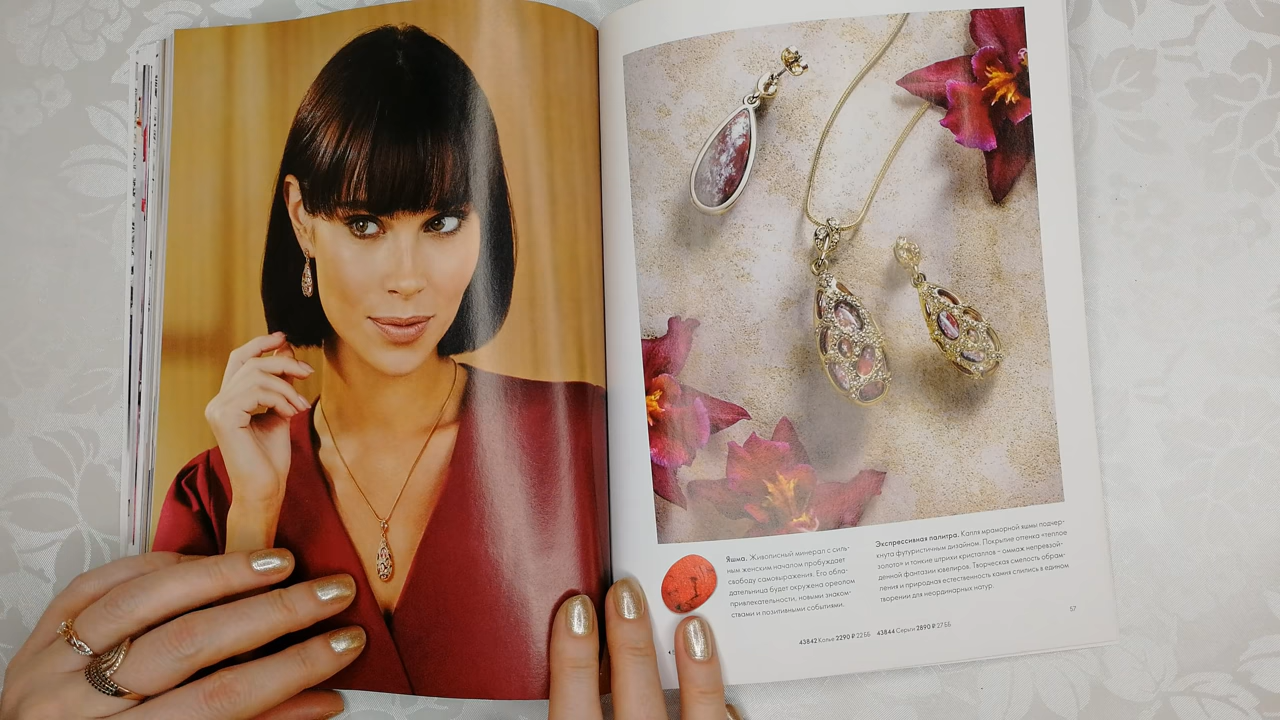 Яшма. Живописный минерал с силь-
ным женским началом пробуждает
свободу самовыражения. Его обла-
дательница будет окружена ореолом
привлекательности, новыми знаком-
ствами и позитивными событиями.
Экспрессивная палитра. Капля мраморной яшмы подчер-
кнута футуристичным дизайном. Покрытие оттенка «теплое
золото» и тонкие штрихи кристаллов – оммаж непревзой-
денной фантазии ювелиров. Творческая смелость обрам-
ления и природная естественность камня слились в едином
творении для неординарных натур.
43842 Колье 2290 ₽ 22 ББ 43844 Серьги 2890 ₽ 27 ББ
57